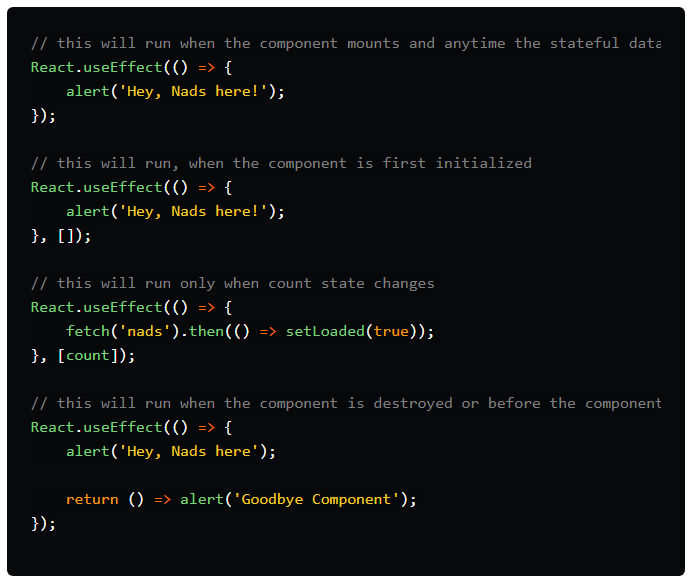 // this will run when the component mounts and anytime the stateful data
React.useEffect(() => {
    alert('Hey, Nads here!');
});

// this will run, when the component is first initialized
React.useEffect(() => {
    alert('Hey, Nads here!');
}, []);

// this will run only when count state changes
React.useEffect(() => {
    fetch('nads').then(() => setLoaded(true));
}, [count]);

// this will run when the component is destroyed or before the component
React.useEffect(() => {
    alert('Hey, Nads here');

    return () => alert('Goodbye Component');
});